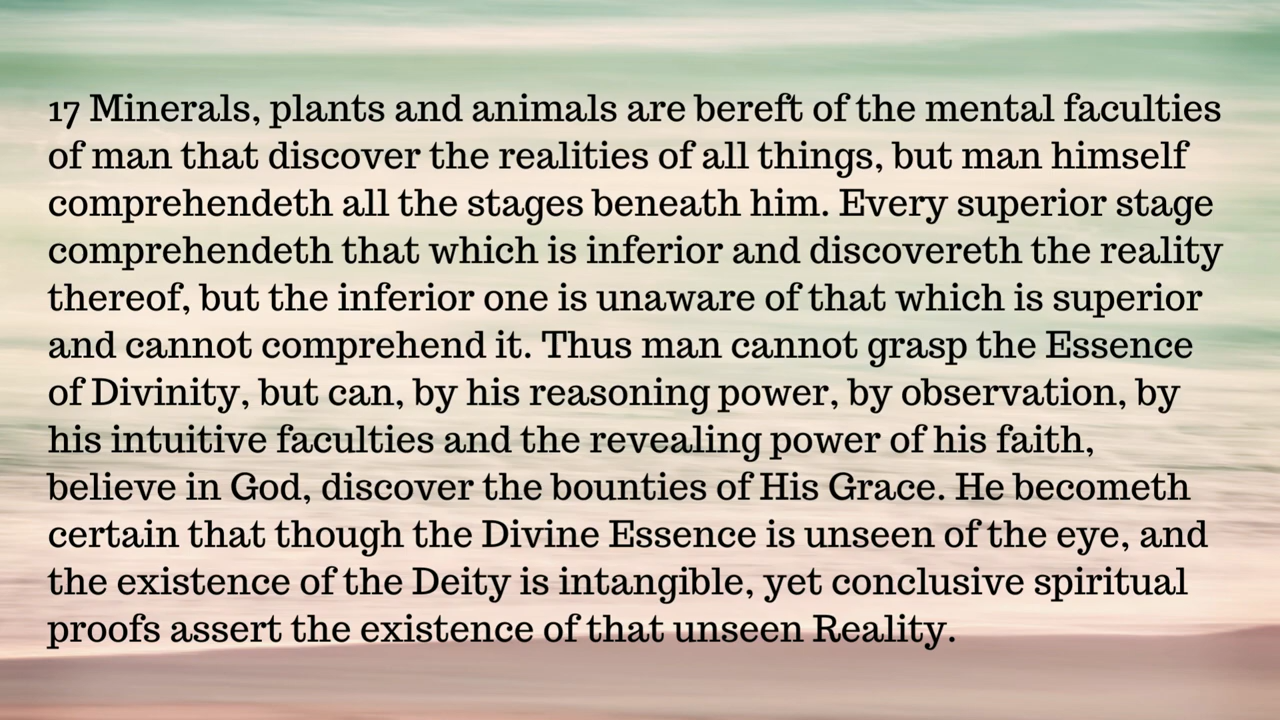 17 Minerals, plants and animals are bereft of the mental faculties
of man that discover the realities of all things, but man himself
comprehendeth all the stages beneath him. Every superior stage
comprehendeth that which is inferior and discovereth the reality
thereof, but the inferior one is unaware of that which is superior
and cannot comprehend it. Thus man cannot grasp the Essence
of Divinity, but can, by his reasoning power, by observation, by
his intuitive faculties and the revealing power of his faith,
believe in God, discover the bounties of His Grace. He becometh
certain that though the Divine Essence is unseen of the eye, and
the existence of the Deity is intangible, yet conclusive spiritual
proofs assert the existence of that unseen Reality.